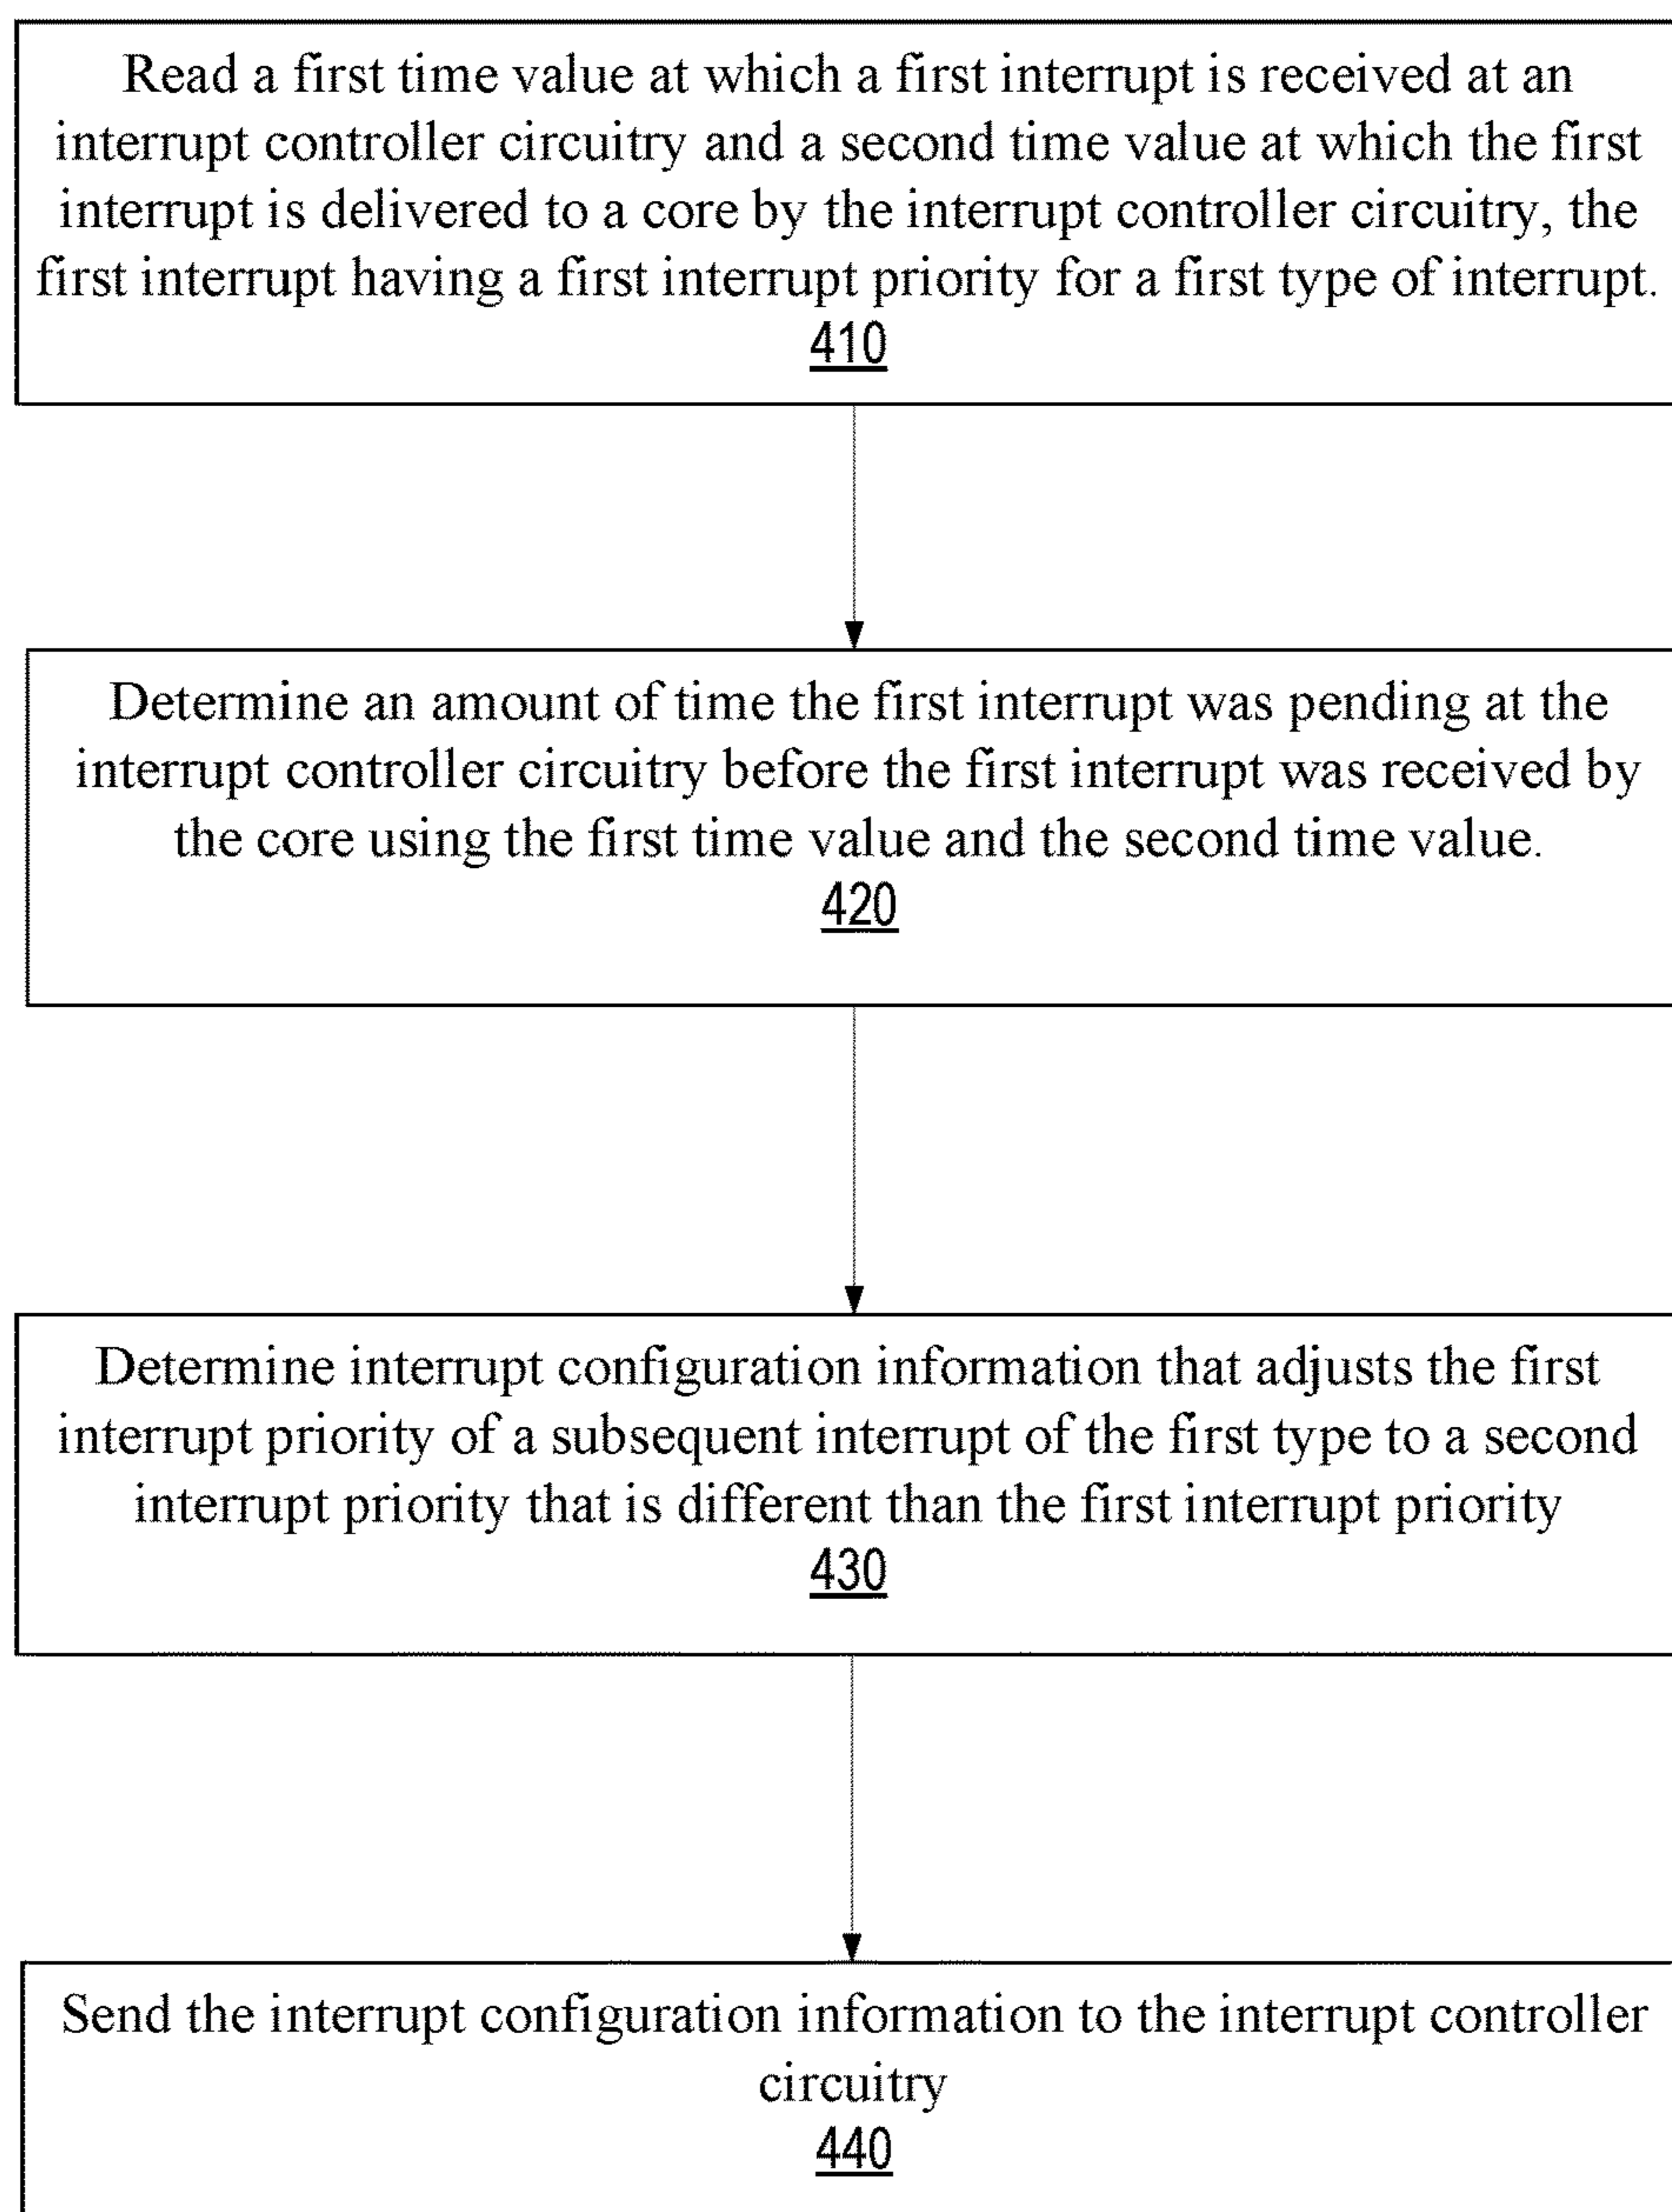 Read a first time value at which a first interrupt is received at an
interrupt controller circuitry and a second time value at which the first
interrupt is delivered to a core by the interrupt controller circuitry, the
first interrupt having a first interrupt priority for a first type of interrupt.
410
Determine an amount of time the first interrupt was pending at the
interrupt controller circuitry before the first interrupt was received by
the core using the first time value and the second time value.
420
Determine interrupt configuration information that adjusts the first
interrupt priority of a subsequent interrupt of the first type to a second
interrupt priority that is different than the first interrupt priority
430
Send the interrupt configuration information to the interrupt controller
circuitry
440